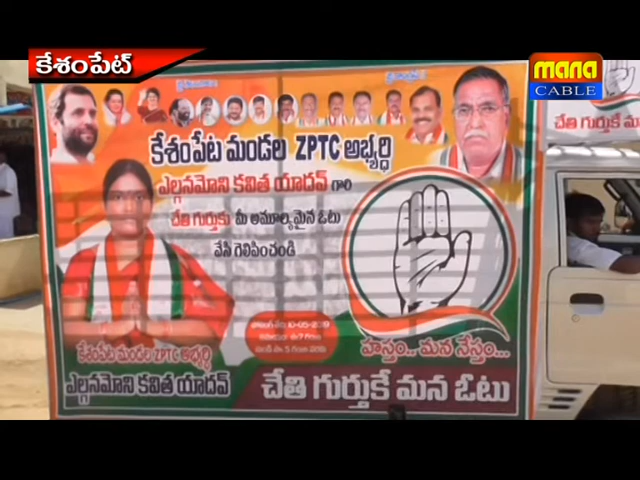 కేశంపేట్
mana
CABLE
కేశంపేట మండల ZPTC అభ్యర్ధి
ఎల్గనమోని కవిత యాదవ్ గారి
చేతి గుర్తుకు మీ అమూల్యమైన ఓటు
వేసి గెలిపించండి
చేతి గుర్తుకే మన
హస్తం.. మన నేస్తం...
కేశంపేట మండల ZPTC అభ్యర్ధి
ఎల్గనమోని కవిత యాదవ్
చేతి గుర్తుకే మన ఓటు